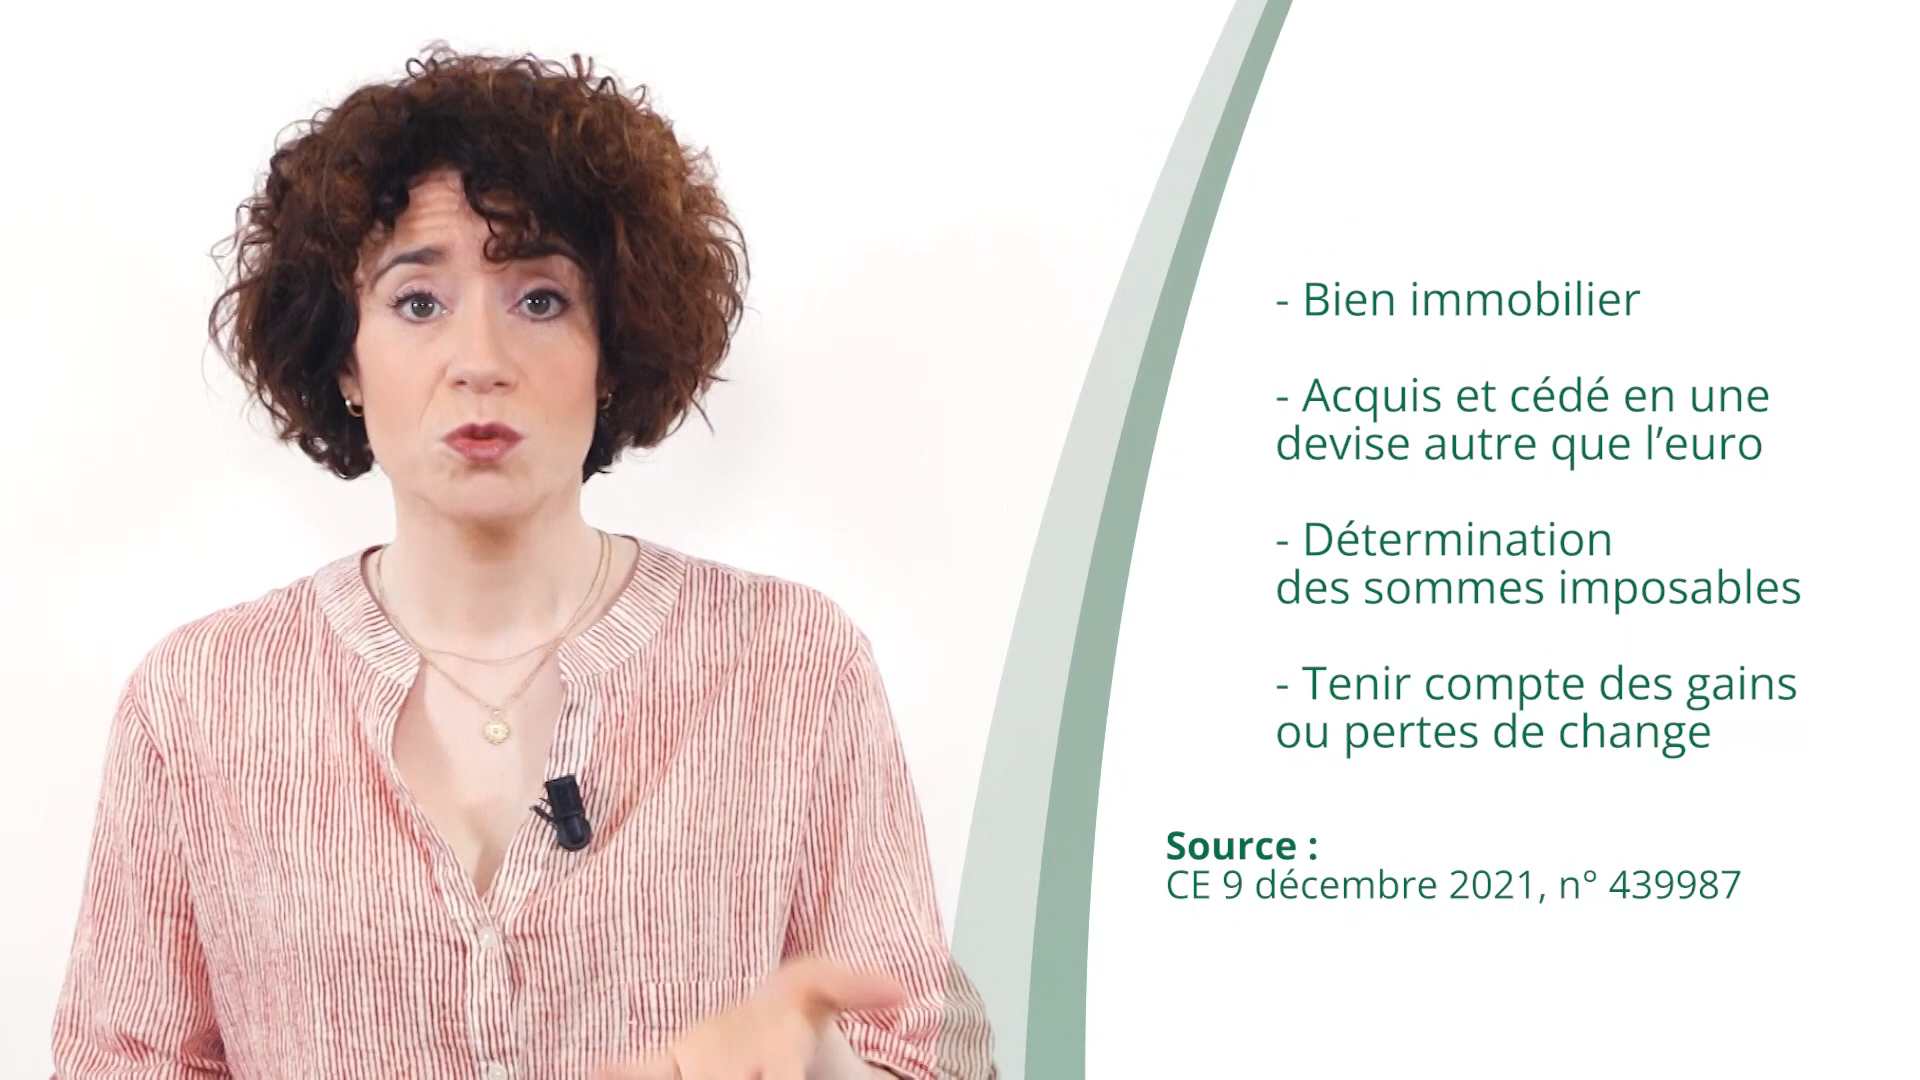 - Bien immobilier
- Acquis et cédé en une
devise autre que l’euro
- Détermination
des sommes imposables
- Tenir compte des gains
ou pertes de change
Source :
CE 9 décembre 2021, n° 439987